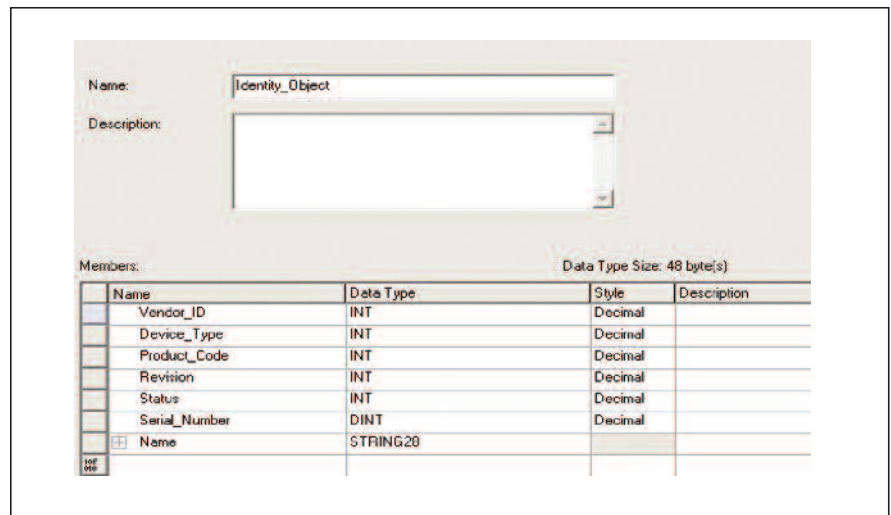 Name: Identity_Object
Description:
Members: Data Type Size: 48 byte(s)
Name Data Type Style Description
Vendor_ID INT Decimal
Device_Type INT Decimal
Product_Code INT Decimal
Revision INT Decimal
Status INT Decimal
Serial_Number DINT Decimal
Name STRING20